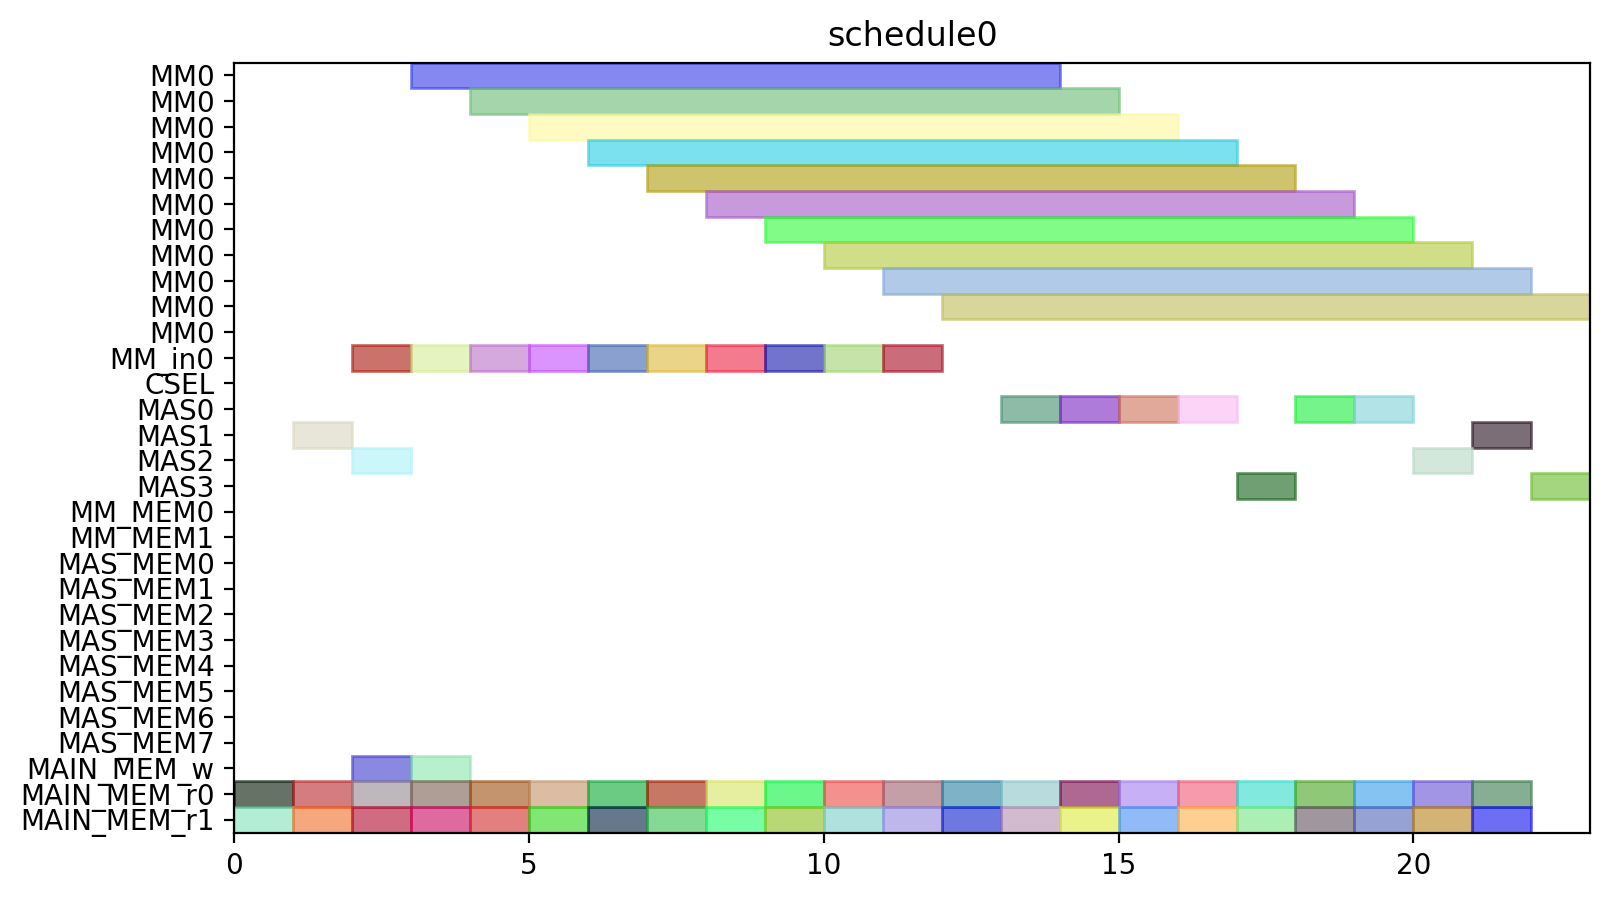 schedule0
MM0
MM0
MM0
MM0
MM0
MM0
MM0
MM0
MM0
MM0
MM0
MM_in0
CSEL
MAS0
MAS1
MAS2
MAS3
MM_MEM0
MM_MEM1
MAS_MEM0
MAS_MEM1
MAS_MEM2
MAS_MEM3
MAS_MEM4
MAS_MEM5
MAS_MEM6
MAS_MEM7
MAIN_MEM_w
MAIN_MEM_r0
MAIN_MEM_r1
0 5 10 15 20